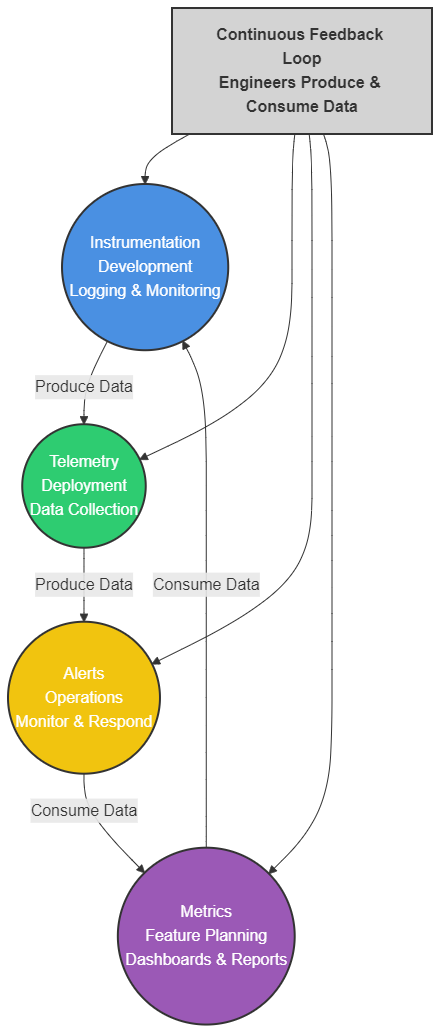 Continuous Feedback
Loop
Engineers Produce &
Consume Data
Instrumentation
Development
Logging & Monitoring
Produce Data
Telemetry
Deployment
Data Collection
Produce Data
Consume Data
Alerts
Operations
Monitor & Respond
Consume Data
Metrics
Feature Planning
Dashboards & Reports